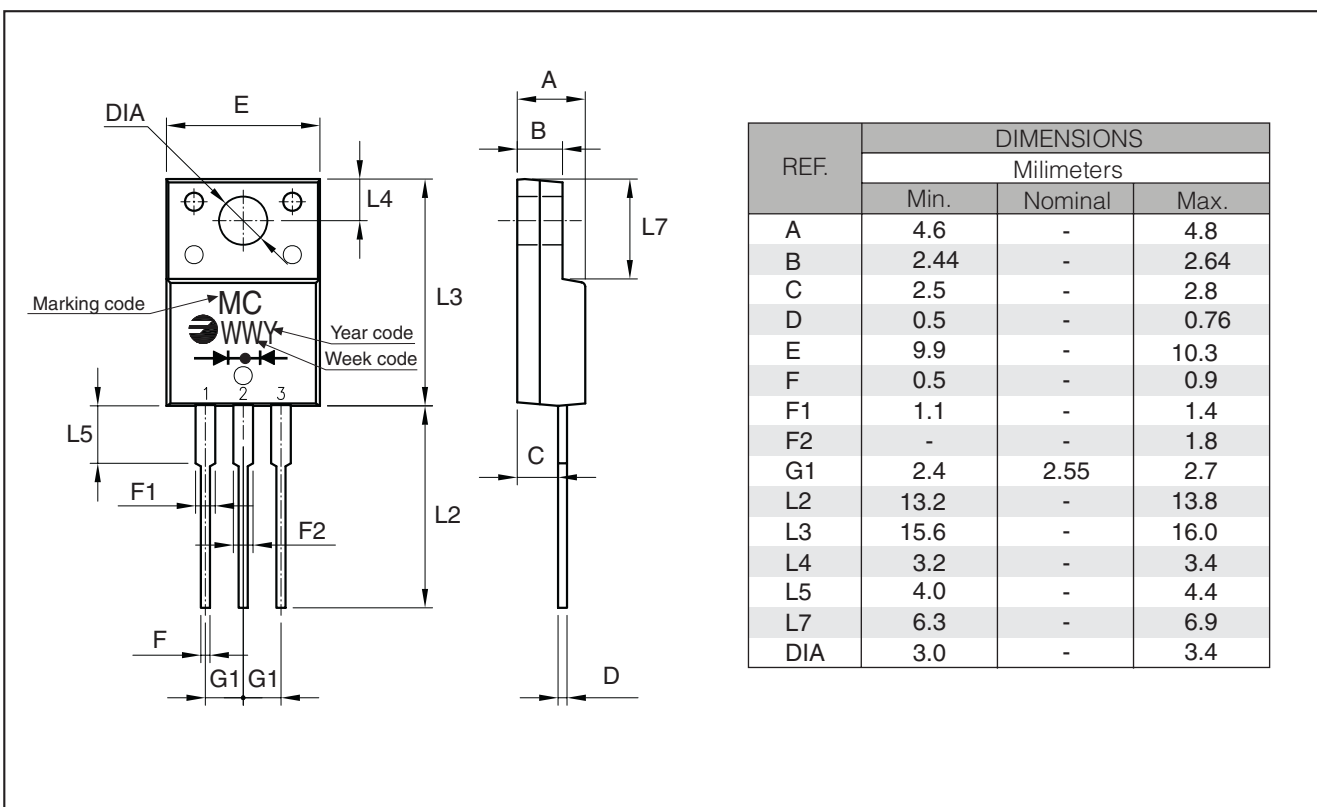 DIA
E
L4
L3
Marking code
MC
WWY
Year code
Week code
1 2 3
L5
F1
F2
L2
F
G1 G1
A
B
L7
C
D
REF. DIMENSIONS
Milimeters
Min. Nominal Max.
A 4.6 - 4.8
B 2.44 - 2.64
C 2.5 - 2.8
D 0.5 - 0.76
E 9.9 - 10.3
F 0.5 - 0.9
F1 1.1 - 1.4
F2 - - 1.8
G1 2.4 2.55 2.7
L2 13.2 - 13.8
L3 15.6 - 16.0
L4 3.2 - 3.4
L5 4.0 - 4.4
L7 6.3 - 6.9
DIA 3.0 - 3.4